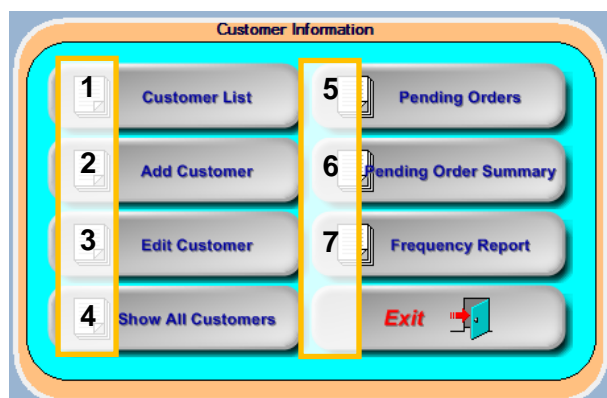 Customer Information
1 Customer List
2 Add Customer
3 Edit Customer
4 Show All Customers
5 Pending Orders
6 Pending Order Summary
7 Frequency Report
Exit